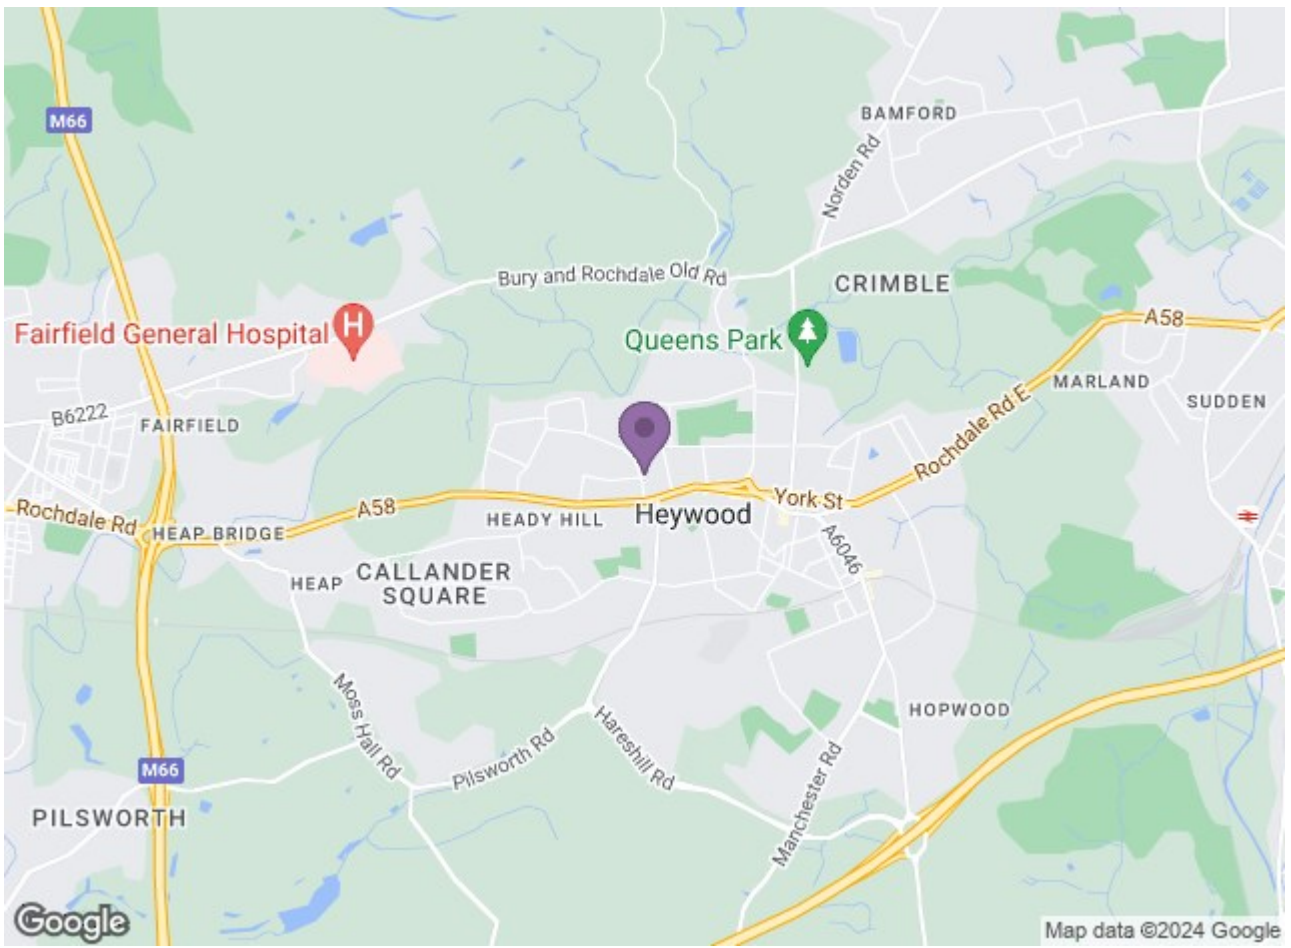 M66
BAMFORD
Norden Rd
Bury and Rochdale Old Rd
CRIMBLE
Fairfield General Hospital
H
Queens Park
A58
MARLAND
SUDDEN
B6222
FAIRFIELD
Rochdale Rd E
Rochdale Rd
A58
HEADY HILL
Heywood
York St
HEAP BRIDGE
A6046
HEAP
CALLANDER
SQUARE
Moss Hall Rd
Pilsworth Rd
Hareshill Rd
HOPWOOD
Manchester Rd
M66
PILSWORTH
Google
Map data ©2024 Google